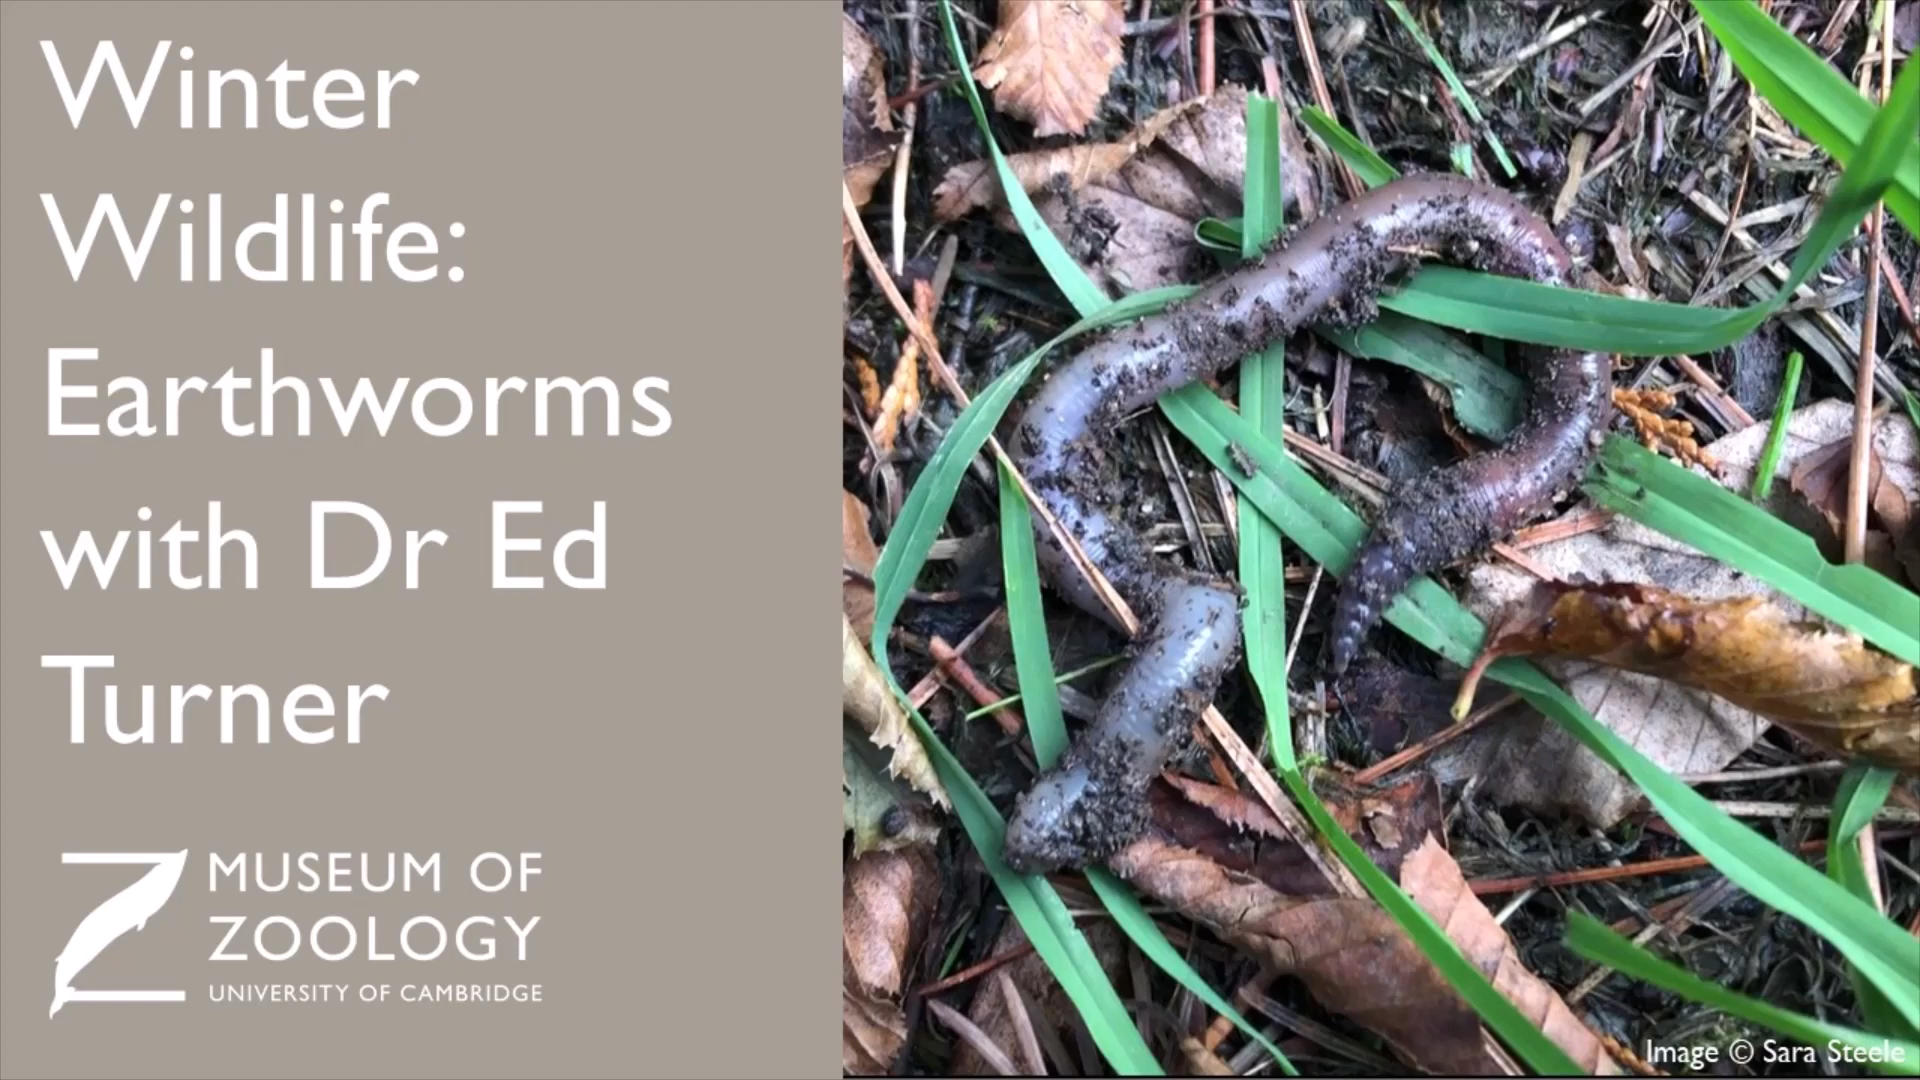 Winter
Wildlife:
Earthworms
with Dr Ed
Turner
MUSEUM OF
ZOOLOGY
UNIVERSITY OF CAMBRIDGE
Image © Sara Steele